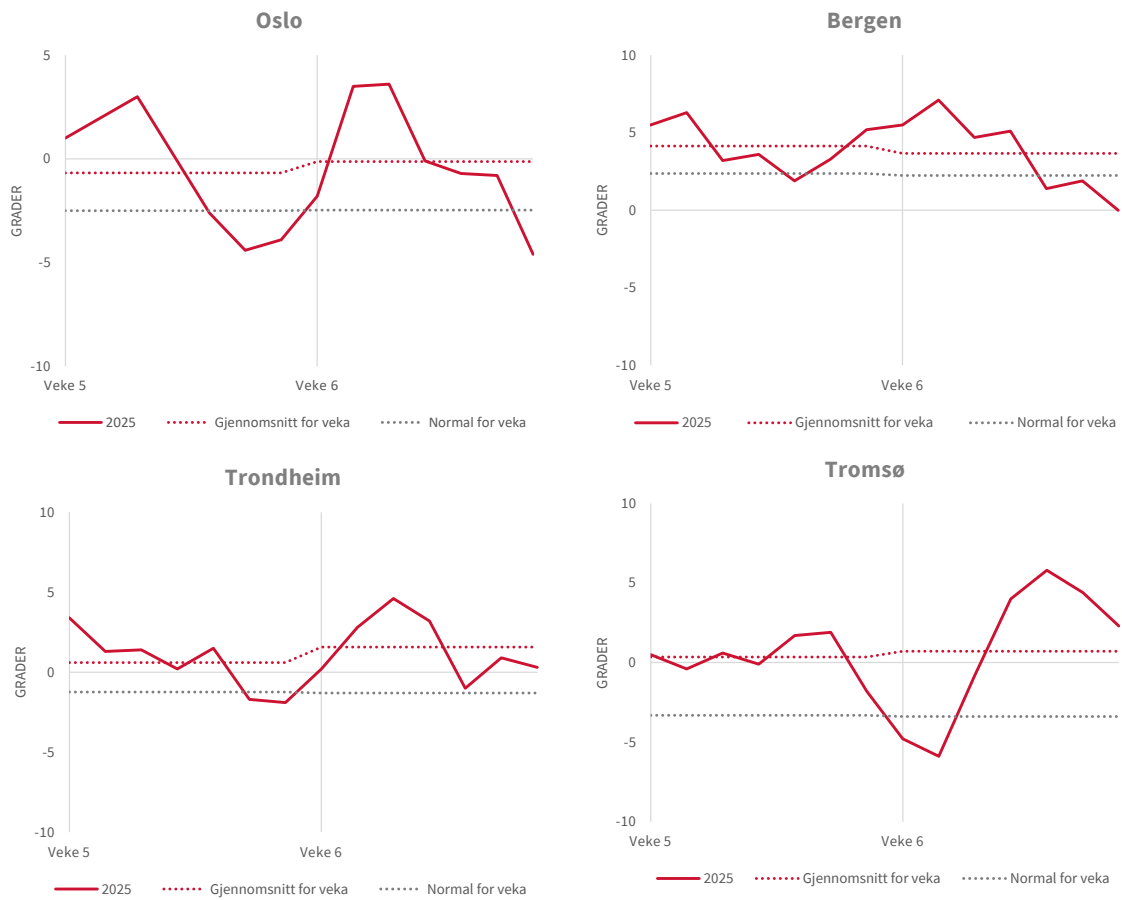 Oslo
5
0
-5
-10
GRADER
Veke 5 Veke 6
2025 Gjennomsnitt for veka Normal for veka
Bergen
10
5
0
-5
-10
GRADER
Veke 5 Veke 6
2025 Gjennomsnitt for veka Normal for veka
Trondheim
10
5
0
-5
-10
GRADER
Veke 5 Veke 6
2025 Gjennomsnitt for veka Normal for veka
Tromsø
10
5
0
-5
-10
GRADER
Veke 5 Veke 6
2025 Gjennomsnitt for veka Normal for veka